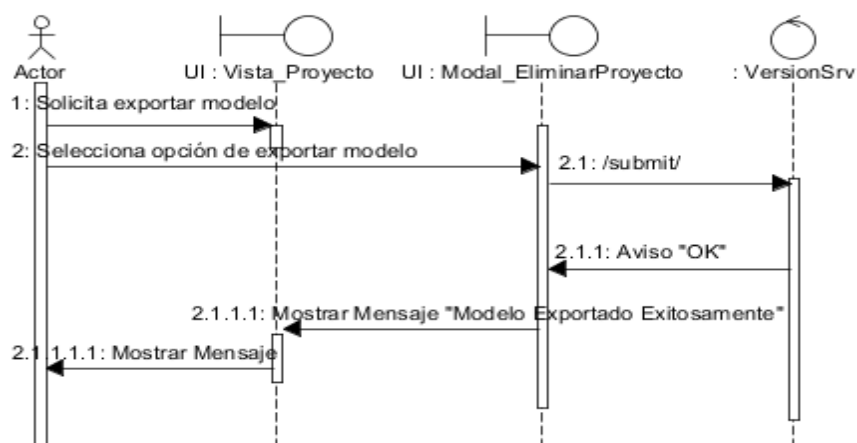 Actor
UI : Vista_Proyecto
UI : Modal_EliminarProyecto
: VersionSrv
1: Solicita exportar modelo
2: Selecciona opción de exportar modelo
2.1: /submit/
2.1.1: Aviso "OK"
2.1.1.1: Mostrar Mensaje "Modelo Exportado Exitosamente"
2.1.1.1.1: Mostrar Mensaje